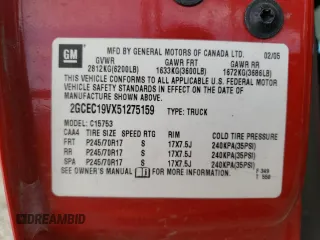 GM
MFD BY GENERAL MOTORS OF CANADA LTD. 02/05
GVWR GAWR FRT GAWR RR
2812KG(6200LB) 1633KG(3600LB) 1672KG(3686LB)
THIS VEHICLE CONFORMS TO ALL APPLICABLE U.S. FEDERAL MOTOR
VEHICLE SAFETY STANDARDS IN EFFECT ON THE DATE OF
MANUFACTURE SHOWN ABOVE.
2GCEC19VX51275159 TYPE: TRUCK
MODEL: C15753
CAA4 TIRE SIZE SPEED RTG RIM COLD TIRE PRESSURE
FRT P245/70R17 S 17X7.5J 240KPA(35PSI)
RR P245/70R17 S 17X7.5J 240KPA(35PSI)
SPA P245/70R17 S 17X7.5J 240KPA(35PSI)
SEE OWNER'S MANUAL FOR MORE INFORMATION.
DREAMBID